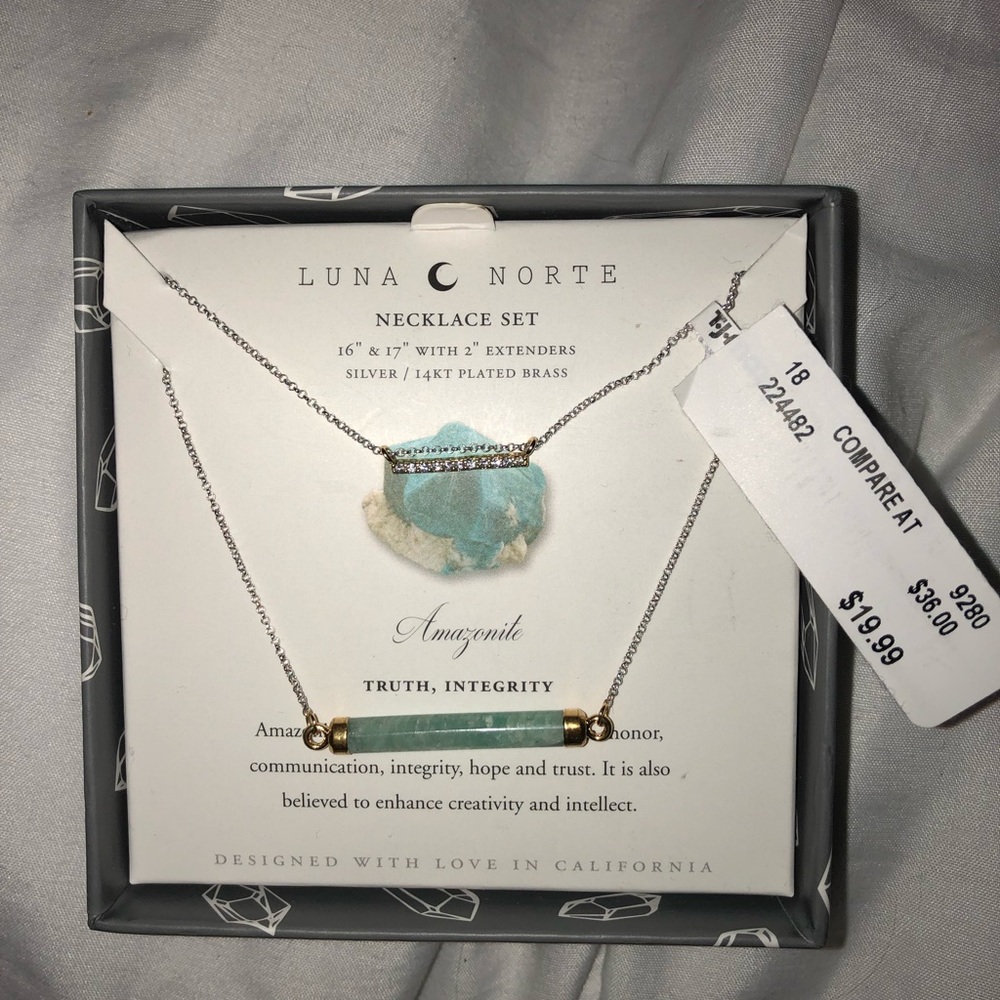 LUNA NORTE
NECKLACE SET
16" & 17" WITH 2" EXTENDERS
SILVER / 14KT PLATED BRASS
Amazonite
TRUTH, INTEGRITY
honor,
communication, integrity, hope and trust. It is also
believed to enhance creativity and intellect.
DESIGNED WITH LOVE IN CALIFORNIA
18
224482
COMPARE AT
9280
$36.00
$19.99